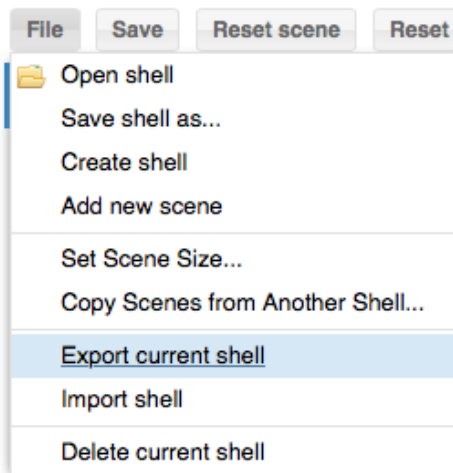 File Save Reset scene Reset
Open shell
Save shell as...
Create shell
Add new scene
Set Scene Size...
Copy Scenes from Another Shell...
Export current shell
Import shell
Delete current shell